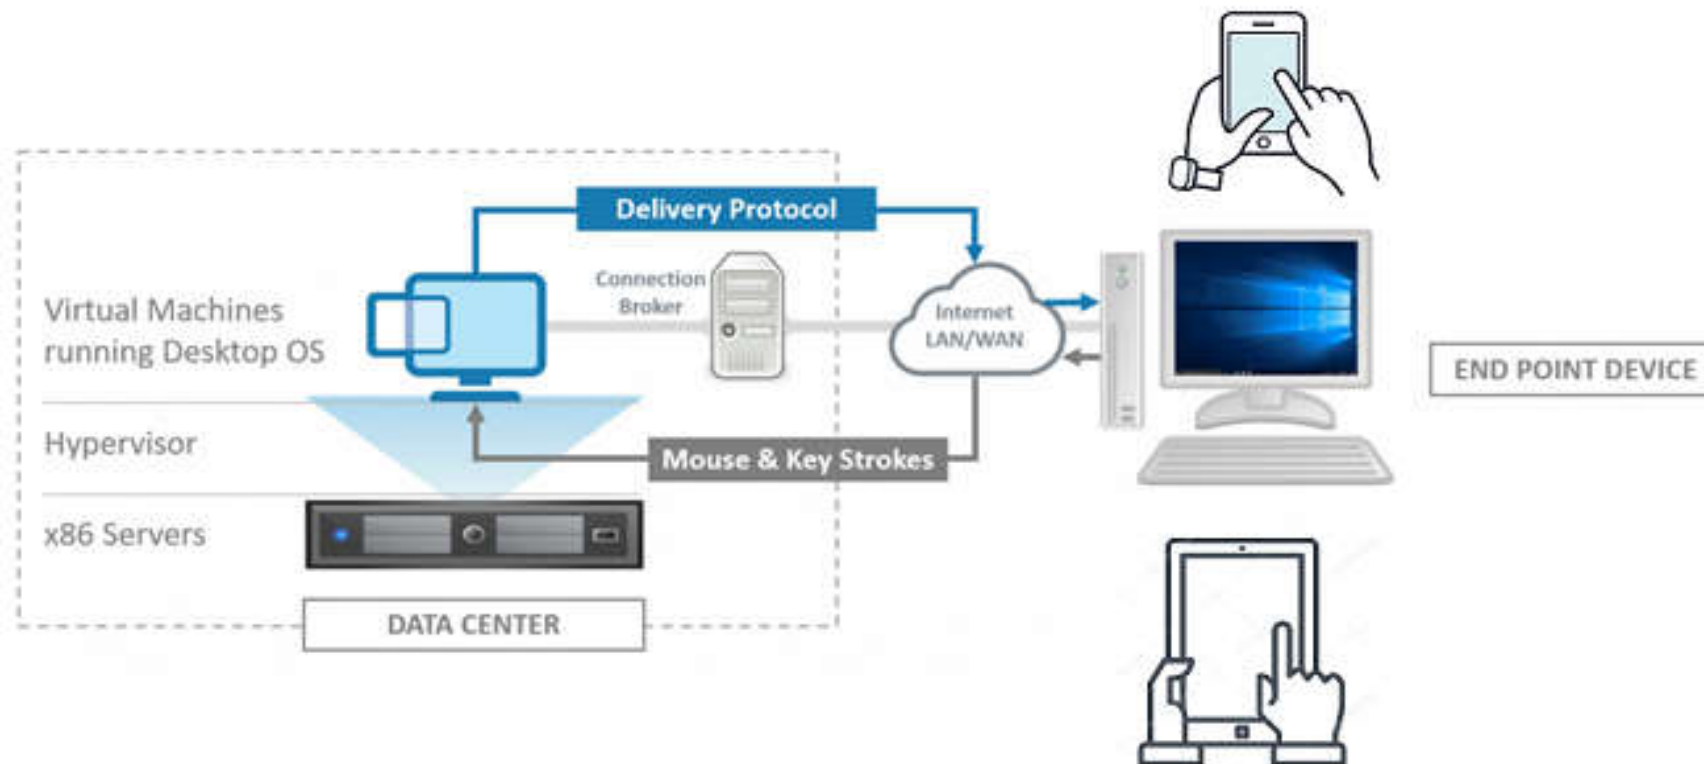 Delivery Protocol
Connection
Broker
Virtual Machines
running Desktop OS
Internet
LAN/WAN
END POINT DEVICE
Hypervisor
Mouse & Key Strokes
x86 Servers
DATA CENTER